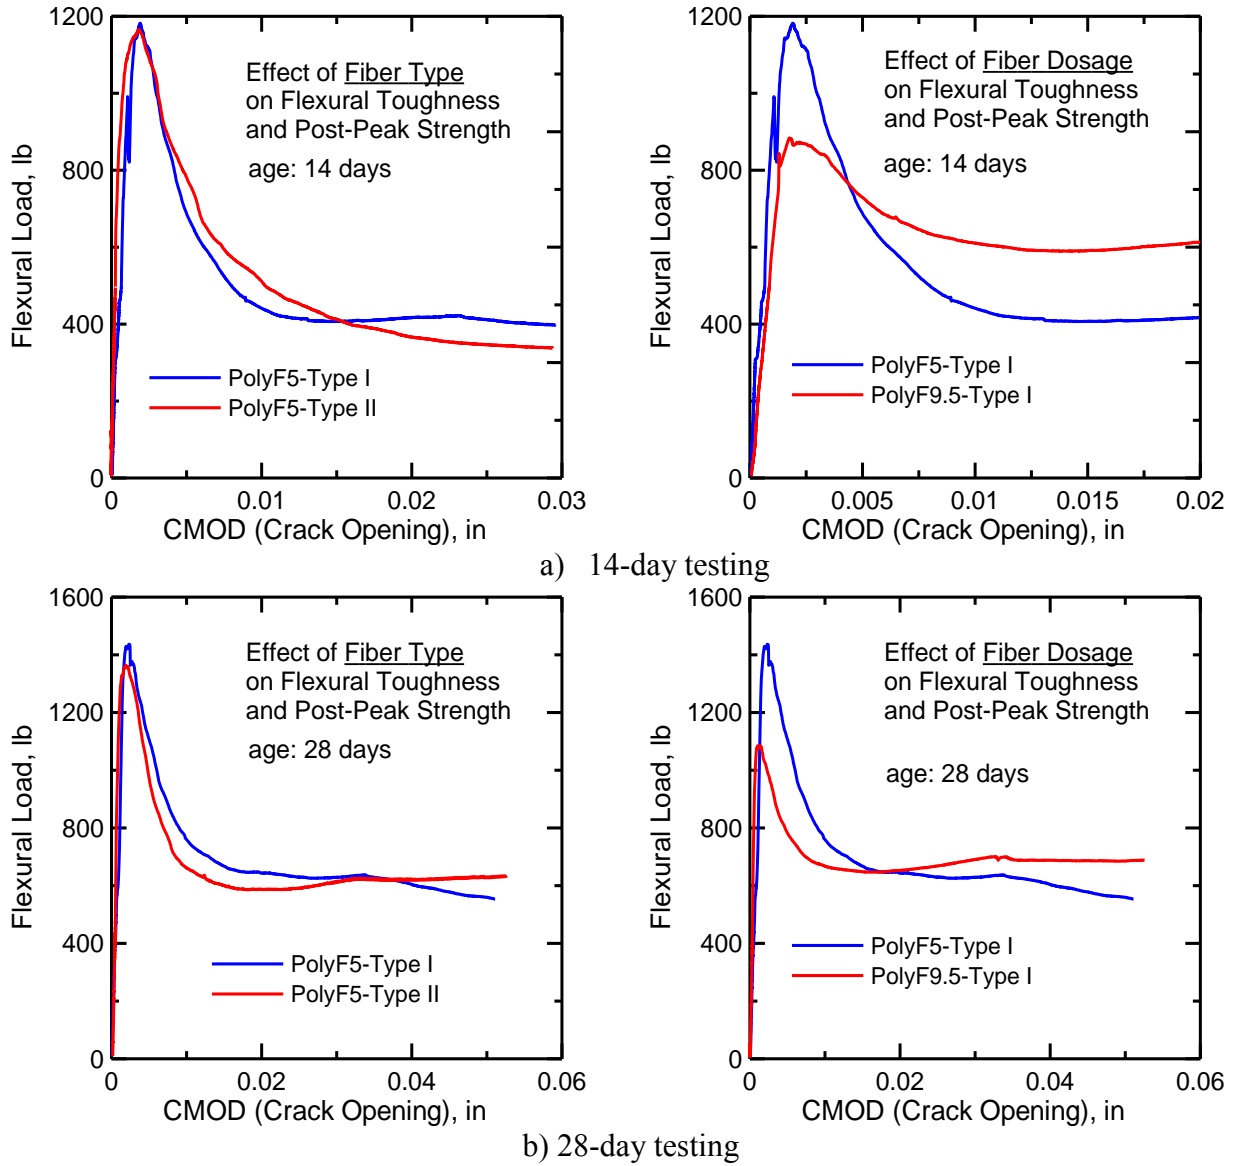 1200
800
400
0
Flexural Load, lb
Effect of Fiber Type
on Flexural Toughness
and Post-Peak Strength
age: 14 days
PolyF5-Type I
PolyF5-Type II
0 0.01 0.02 0.03
CMOD (Crack Opening), in
1200
800
400
0
Flexural Load, lb
Effect of Fiber Dosage
on Flexural Toughness
and Post-Peak Strength
age: 14 days
PolyF5-Type I
PolyF9.5-Type I
0 0.005 0.01 0.015 0.02
CMOD (Crack Opening), in
a) 14-day testing
1600
1200
800
400
0
Flexural Load, lb
Effect of Fiber Type
on Flexural Toughness
and Post-Peak Strength
age: 28 days
PolyF5-Type I
PolyF5-Type II
0 0.02 0.04 0.06
CMOD (Crack Opening), in
1600
1200
800
400
0
Flexural Load, lb
Effect of Fiber Dosage
on Flexural Toughness
and Post-Peak Strength
age: 28 days
PolyF5-Type I
PolyF9.5-Type I
0 0.02 0.04 0.06
CMOD (Crack Opening), in
b) 28-day testing